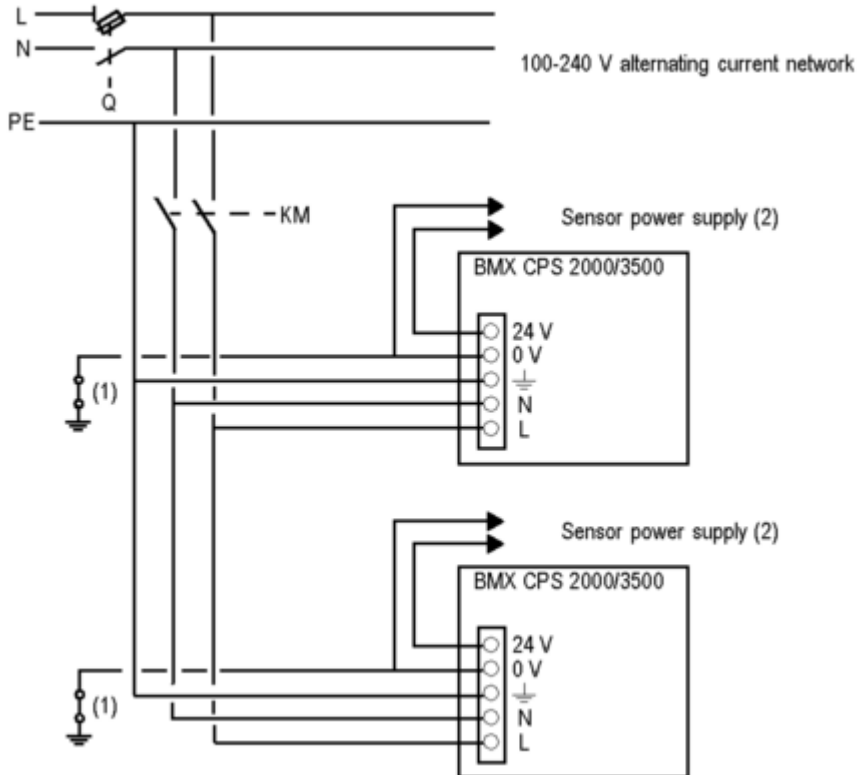 L
N
100-240 V alternating current network
Q
PE
KM
Sensor power supply (2)
BMX CPS 2000/3500
24 V
0 V
(1)
N
L
Sensor power supply (2)
BMX CPS 2000/3500
24 V
0 V
(1)
N
L